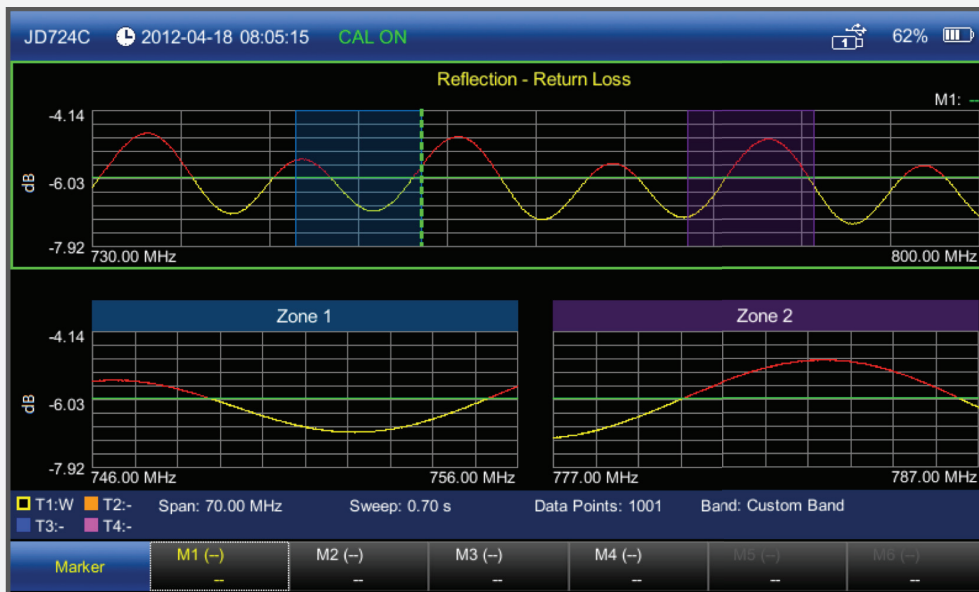 JD724C 2012-04-18 08:05:15 CAL ON 1 62%
Reflection - Return Loss
M1: --
-4.14
dB
-6.03
-7.92
730.00 MHz 800.00 MHz
Zone 1 Zone 2
-4.14
dB
-6.03
-7.92
746.00 MHz 756.00 MHz 777.00 MHz 787.00 MHz
T1:W T2:- Span: 70.00 MHz Sweep: 0.70 s Data Points: 1001 Band: Custom Band
T3:- T4:-
Marker M1 (--) M2 (--) M3 (--) M4 (--) M5 (--) M6 (--)
-- -- -- -- -- --